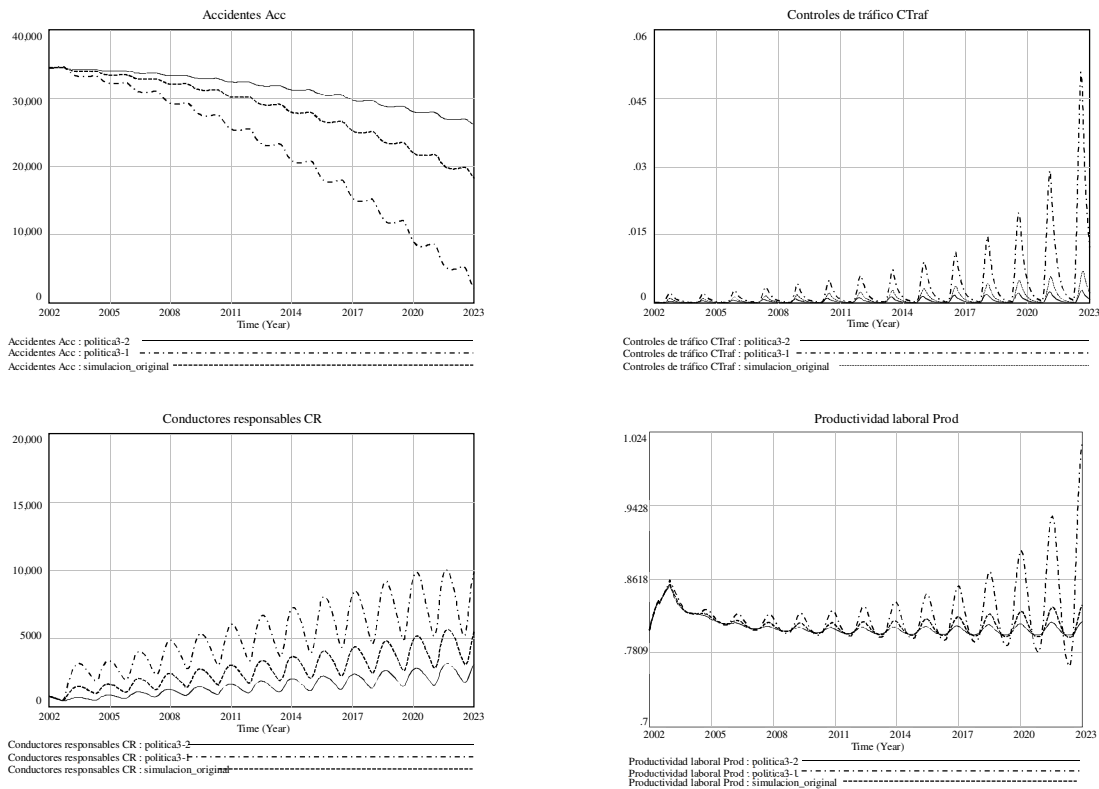 Accidentes Acc
40,000
30,000
20,000
10,000
0
2002 2005 2008 2011 2014 2017 2020 2023
Time (Year)
Accidentes Acc : politica3-2
Accidentes Acc : politica3-1
Accidentes Acc : simulacion_original
Controles de tráfico CTraf
.06
.045
.03
.015
0
2002 2005 2008 2011 2014 2017 2020 2023
Time (Year)
Controles de tráfico CTraf : politica3-2
Controles de tráfico CTraf : politica3-1
Controles de tráfico CTraf : simulacion_original
Conductores responsables CR
20,000
15,000
10,000
5000
0
2002 2005 2008 2011 2014 2017 2020 2023
Time (Year)
Conductores responsables CR : politica3-2
Conductores responsables CR : politica3-1
Conductores responsables CR : simulacion_original
Productividad laboral Prod
1.024
.9428
.8618
.7809
.7
2002 2005 2008 2011 2014 2017 2020 2023
Time (Year)
Productividad laboral Prod : politica3-2
Productividad laboral Prod : politica3-1
Productividad laboral Prod : simulacion_original